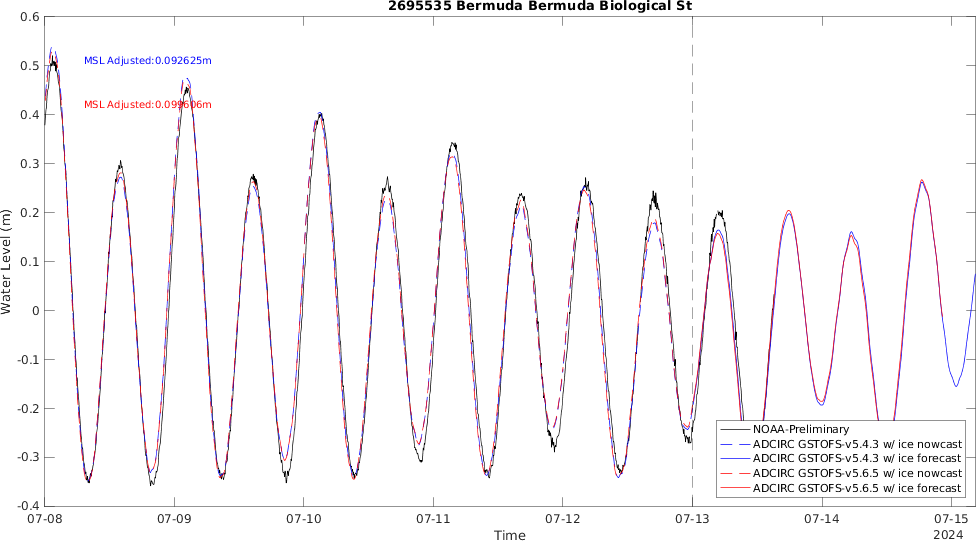 2695535 Bermuda Bermuda Biological St
0.6
0.5
0.4
0.3
0.2
0.1
0
-0.1
-0.2
-0.3
-0.4
Water Level (m)
MSL Adjusted:0.092625m
MSL Adjusted:0.099606m
NOAA-Preliminary
ADCIRC GSTOFS-v5.4.3 w/ ice nowcast
ADCIRC GSTOFS-v5.4.3 w/ ice forecast
ADCIRC GSTOFS-v5.6.5 w/ ice nowcast
ADCIRC GSTOFS-v5.6.5 w/ ice forecast
07-08 07-09 07-10 07-11 07-12 07-13 07-14 07-15
Time
2024